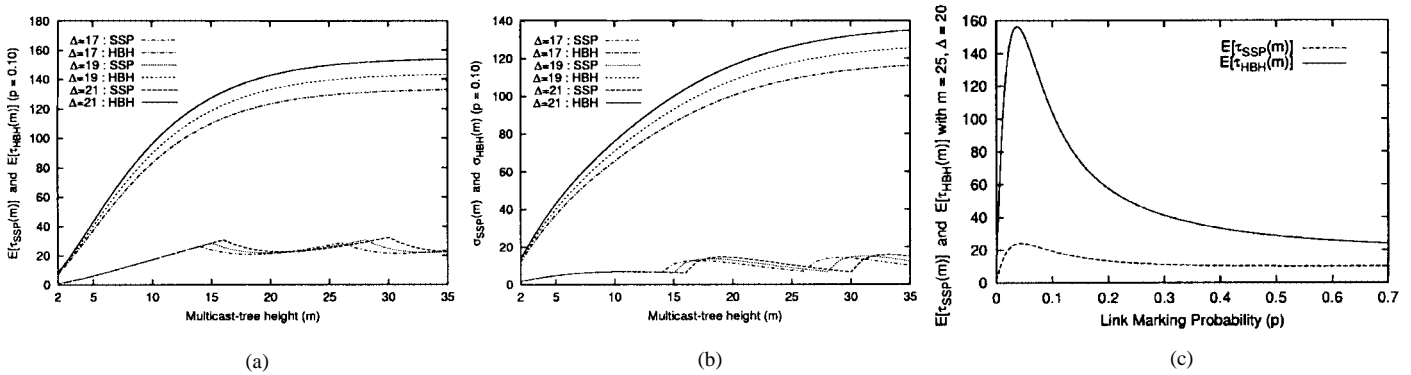 E[τSSP(m)] and E[τHBH(m)] (p = 0.10)
180
160
140
120
100
80
60
40
20
0
Δ=17 : SSP
Δ=17 : HBH
Δ=19 : SSP
Δ=19 : HBH
Δ=21 : SSP
Δ=21 : HBH
2 5 10 15 20 25 30 35
Multicast-tree height (m)
(a)
σSSP(m) and σHBH(m) (p = 0.10)
140
120
100
80
60
40
20
0
Δ=17 : SSP
Δ=17 : HBH
Δ=19 : SSP
Δ=19 : HBH
Δ=21 : SSP
Δ=21 : HBH
2 5 10 15 20 25 30 35
Multicast-tree height (m)
(b)
E[τSSP(m)] and E[τHBH(m)] with m = 25, Δ = 20
160
140
120
100
80
60
40
20
0
E[τSSP(m)]
E[τHBH(m)]
0 0.1 0.2 0.3 0.4 0.5 0.6 0.7
Link Marking Probability (p)
(c)